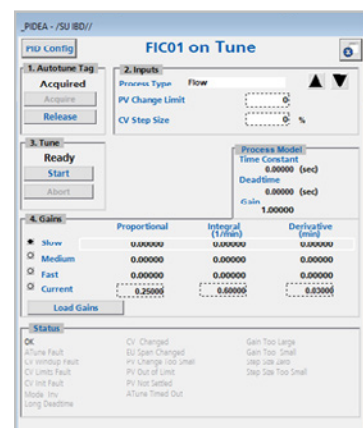 _PIDEA - /SU IBD//
PID Config
FIC01 on Tune
1. Autotune Tag
Acquired
Acquire
Release
2. Inputs
Process Type Flow
PV Change Limit 0
CV Step Size 0 %
3. Tune
Ready
Start
Abort
Process Model
Time Constant
0.00000 (sec)
Deadtime
0.00000 (sec)
Gain
1.00000
4. Gains
Proportional Integral (1/min) Derivative (min)
Slow 0.00000 0.00000 0.00000
Medium 0.00000 0.00000 0.00000
Fast 0.00000 0.00000 0.00000
Current 0.25000 0.60000 0.03000
Load Gains
Status
OK CV Changed Gain Too Large
ATune Fault EU Span Changed Gain Too Small
CV Windup Fault PV Change Too Small Step Size Zero
CV Limits Fault PV Out of Limit Step Size Too Small
CV Init Fault PV Not Settled
Mode Inv ATune Timed Out
Long Deadtime